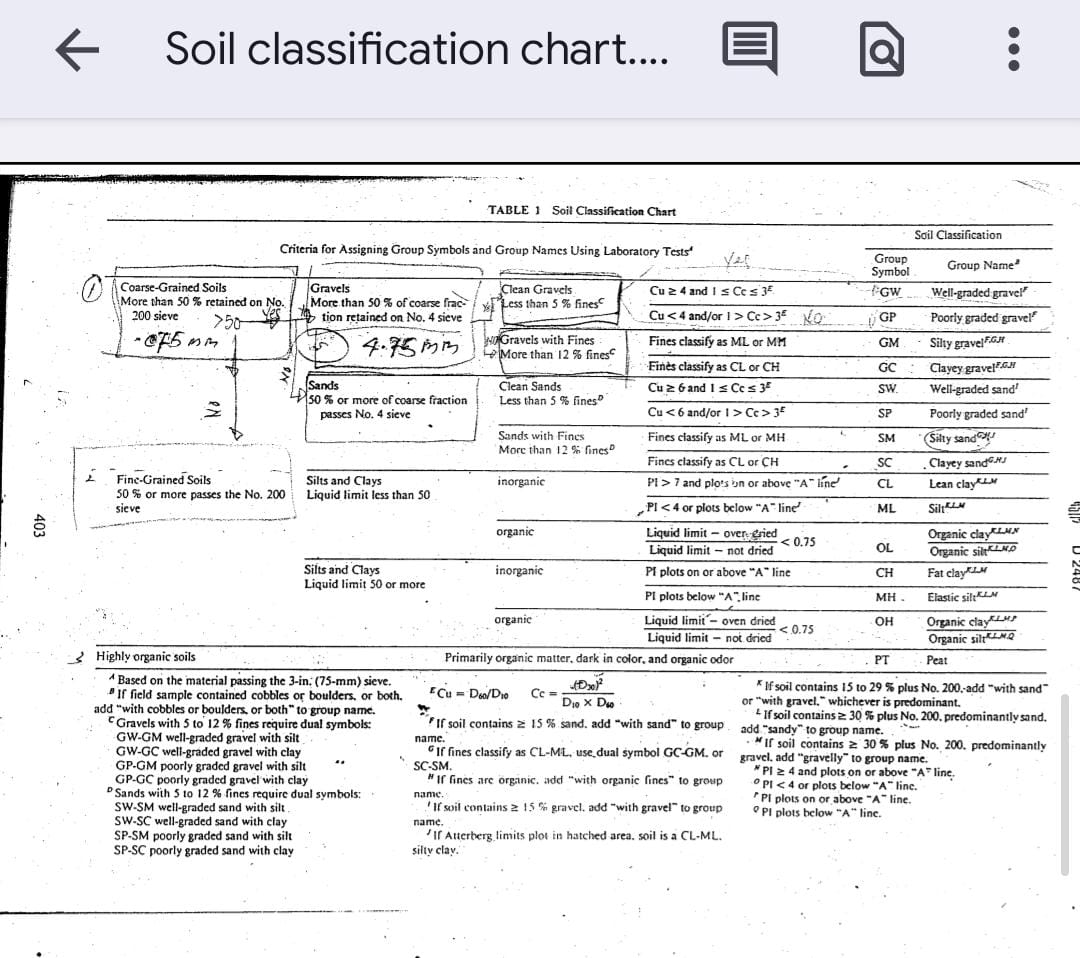 Soil classification chart....
TABLE 1 Soil Classification Chart
Criteria for Assigning Group Symbols and Group Names Using Laboratory Tests^A
Soil Classification
Group Symbol
Group Name^B
Yes
1
Coarse-Grained Soils
More than 50 % retained on No.
200 sieve
>50
Yes
.075 mm
Gravels
More than 50 % of coarse frac-
tion retained on No. 4 sieve
4.75 mm
Clean Gravels
Less than 5 % fines^C
Cu ≥ 4 and 1 ≤ Cc ≤ 3^E
GW
Well-graded gravel^F
Cu < 4 and/or 1 > Cc > 3^E
NO
GP
Poorly graded gravel^F
NO
Gravels with Fines
More than 12 % fines^C
Fines classify as ML or MH
GM
Silty gravel^F,G,H
Fines classify as CL or CH
GC
Clayey gravel^F,G,H
NO
NO
Sands
50 % or more of coarse fraction
passes No. 4 sieve
Clean Sands
Less than 5 % fines^D
Cu ≥ 6 and 1 ≤ Cc ≤ 3^E
SW
Well-graded sand^I
Cu < 6 and/or 1 > Cc > 3^E
SP
Poorly graded sand^I
Sands with Fines
More than 12 % fines^D
Fines classify as ML or MH
SM
Silty sand^G,H,I
Fines classify as CL or CH
SC
Clayey sand^G,H,I
2
Fine-Grained Soils
50 % or more passes the No. 200
sieve
Silts and Clays
Liquid limit less than 50
inorganic
PI > 7 and plots on or above "A" line^J
CL
Lean clay^K,L,M
PI < 4 or plots below "A" line^J
ML
Silt^K,L,M
organic
Liquid limit – oven dried
Liquid limit – not dried
< 0.75
OL
Organic clay^K,L,M,N
Organic silt^K,L,M,O
Silts and Clays
Liquid limit 50 or more
inorganic
PI plots on or above "A" line
CH
Fat clay^K,L,M
PI plots below "A" line
MH
Elastic silt^K,L,M
organic
Liquid limit – oven dried
Liquid limit – not dried
< 0.75
OH
Organic clay^K,L,M,P
Organic silt^K,L,M,Q
3
Highly organic soils
Primarily organic matter, dark in color, and organic odor
PT
Peat
403
D 2487
^A Based on the material passing the 3-in. (75-mm) sieve.
^B If field sample contained cobbles or boulders, or both,
add "with cobbles or boulders, or both" to group name.
^C Gravels with 5 to 12 % fines require dual symbols:
GW-GM well-graded gravel with silt
GW-GC well-graded gravel with clay
GP-GM poorly graded gravel with silt
GP-GC poorly graded gravel with clay
^D Sands with 5 to 12 % fines require dual symbols:
SW-SM well-graded sand with silt
SW-SC well-graded sand with clay
SP-SM poorly graded sand with silt
SP-SC poorly graded sand with clay
^E Cu = D60/D10 Cc = (D30)²
D10 × D60
^F If soil contains ≥ 15 % sand, add "with sand" to group
name.
^G If fines classify as CL-ML, use dual symbol GC-GM, or
SC-SM.
^H If fines are organic, add "with organic fines" to group
name.
^I If soil contains ≥ 15 % gravel, add "with gravel" to group
name.
^J If Atterberg limits plot in hatched area, soil is a CL-ML,
silty clay.
^K If soil contains 15 to 29 % plus No. 200, add "with sand"
or "with gravel," whichever is predominant.
^L If soil contains ≥ 30 % plus No. 200, predominantly sand,
add "sandy" to group name.
^M If soil contains ≥ 30 % plus No. 200, predominantly
gravel, add "gravelly" to group name.
^N PI ≥ 4 and plots on or above "A" line.
^O PI < 4 or plots below "A" line.
^P PI plots on or above "A" line.
^Q PI plots below "A" line.